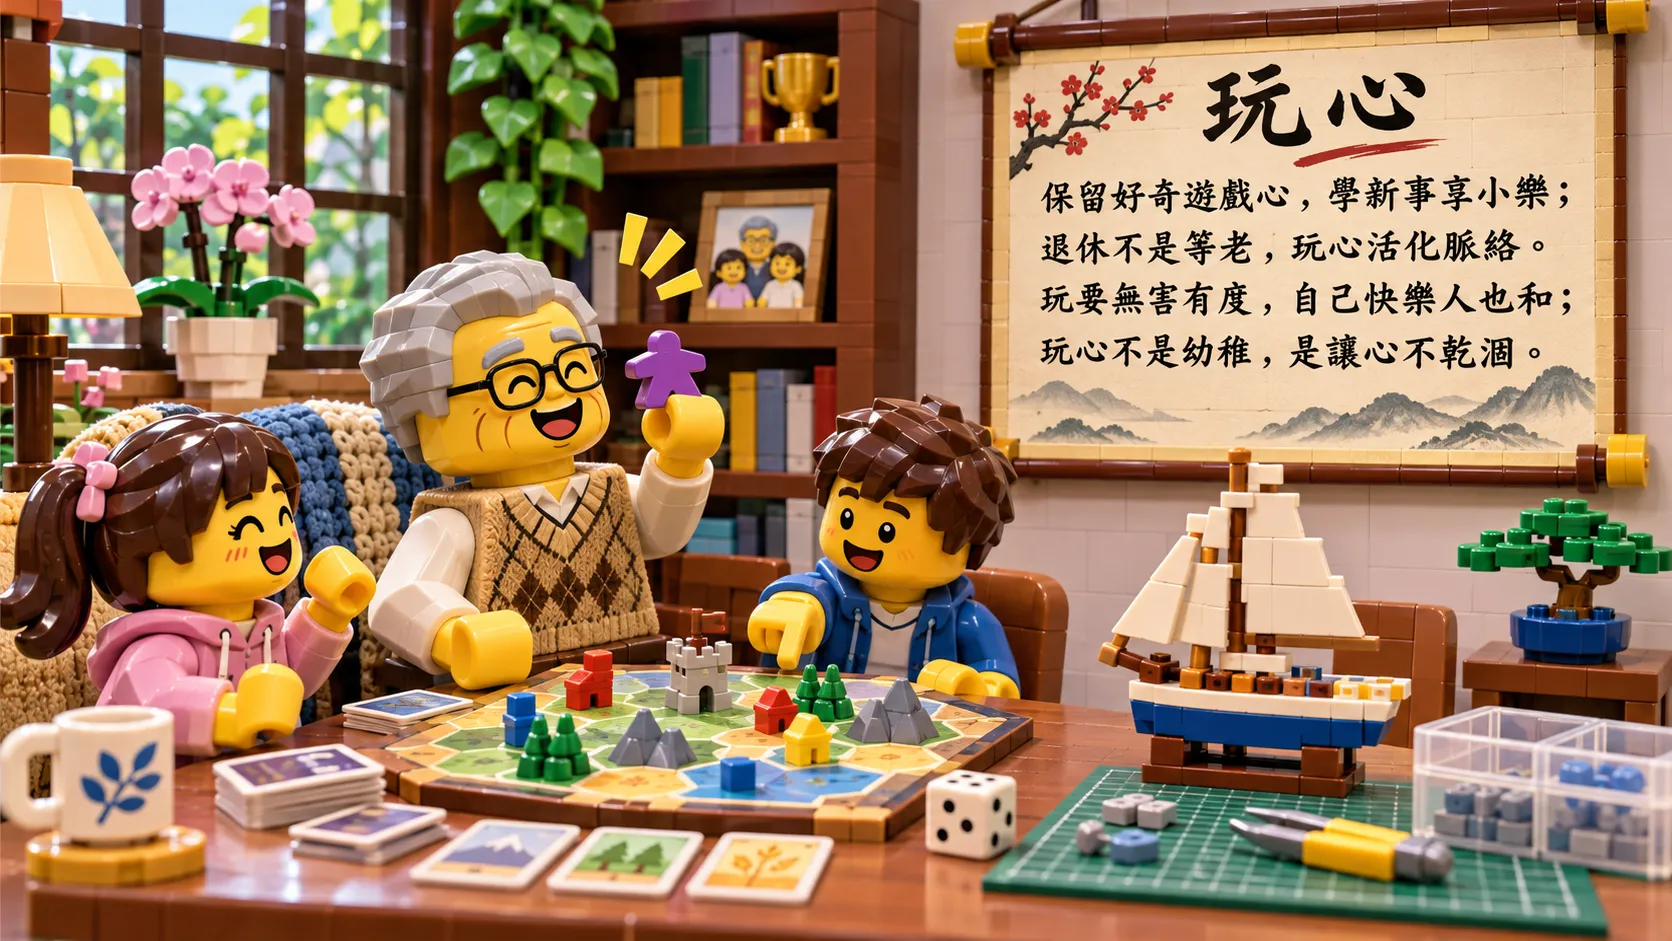 玩心
保留好奇遊戲心，學新事享小樂；
退休不是等老，玩心活化脈絡。
玩要無害有度，自己快樂人也和；
玩心不是幼稚，是讓心不乾涸。